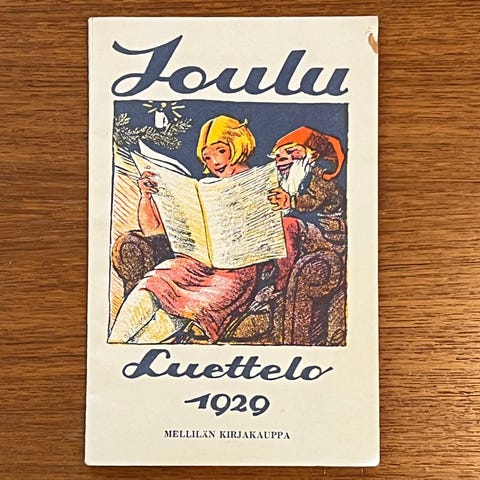 Joulu
Luettelo
1929
MELLILÄN KIRJAKAUPPA